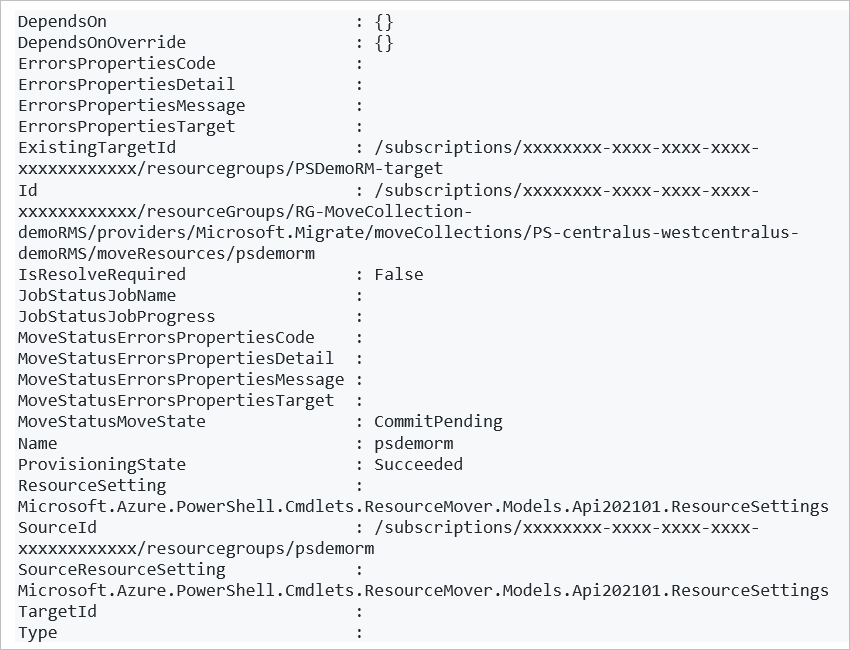 DependsOn                         : {}
DependsOnOverride                 : {}
ErrorsPropertiesCode              :
ErrorsPropertiesDetail            :
ErrorsPropertiesMessage           :
ErrorsPropertiesTarget            :
ExistingTargetId                  : /subscriptions/xxxxxxxx-xxxx-xxxx-xxxx-
xxxxxxxxxxxx/resourcegroups/PSDemoRM-target
Id                                : /subscriptions/xxxxxxxx-xxxx-xxxx-xxxx-
xxxxxxxxxxxx/resourceGroups/RG-MoveCollection-
demoRMS/providers/Microsoft.Migrate/moveCollections/PS-centralus-westcentralus-
demoRMS/moveResources/psdemorm
IsResolveRequired                 : False
JobStatusJobName                  :
JobStatusJobProgress              :
MoveStatusErrorsPropertiesCode    :
MoveStatusErrorsPropertiesDetail  :
MoveStatusErrorsPropertiesMessage :
MoveStatusErrorsPropertiesTarget  :
MoveStatusMoveState               : CommitPending
Name                              : psdemorm
ProvisioningState                 : Succeeded
ResourceSetting                   :
Microsoft.Azure.PowerShell.Cmdlets.ResourceMover.Models.Api202101.ResourceSettings
SourceId                          : /subscriptions/xxxxxxxx-xxxx-xxxx-xxxx-
xxxxxxxxxxxx/resourcegroups/psdemorm
SourceResourceSetting             :
Microsoft.Azure.PowerShell.Cmdlets.ResourceMover.Models.Api202101.ResourceSettings
TargetId                          :
Type                              :